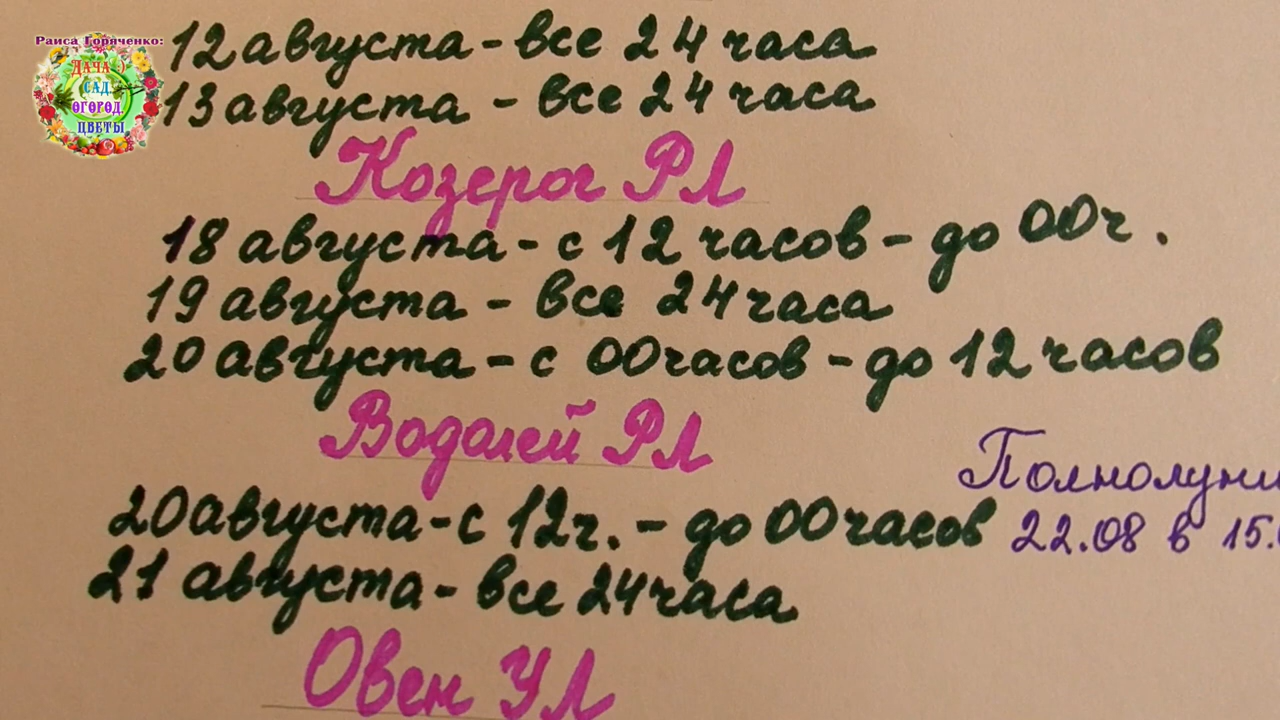 Раиса Горяченко:
Дача :)
САД,
ОГОРОД,
ЦВЕТЫ
12 августа - все 24 часа
13 августа - все 24 часа
Козерог РЛ
18 августа - с 12 часов - до 00 ч.
19 августа - все 24 часа
20 августа - с 00 часов - до 12 часов
Водолей РЛ
20 августа - с 12 г. - до 00 часов
21 августа - все 24 часа
Полнолуни
22.08 в 15.
Овен УЛ